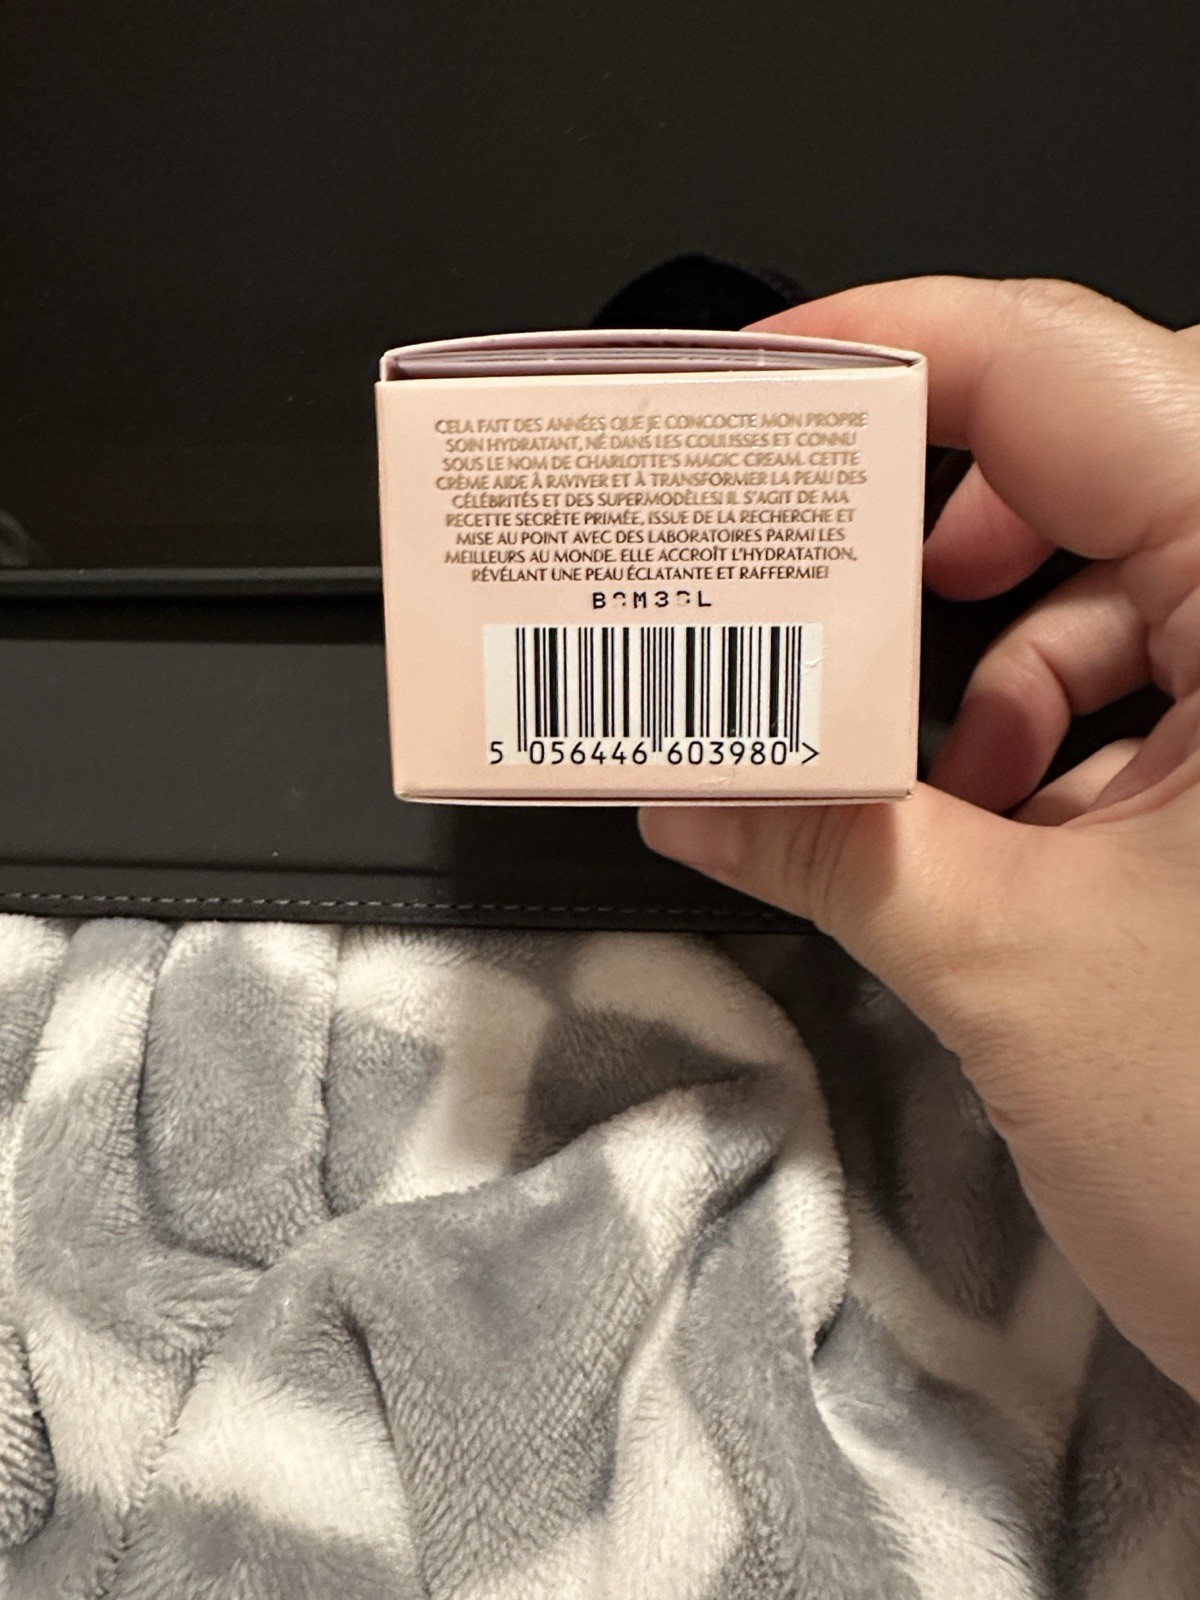 CELA FAIT DES ANNÉES QUE JE CONCOCTE MON PROPRE
SOIN HYDRATANT, NÉ DANS LES COULISSES ET CONNU
SOUS LE NOM DE CHARLOTTE'S MAGIC CREAM. CETTE
CRÈME AIDE À RAVIVER ET À TRANSFORMER LA PEAU DES
CÉLÉBRITÉS ET DES SUPERMODÈLES! IL S'AGIT DE MA
RECETTE SECRÈTE PRIMÉE, ISSUE DE LA RECHERCHE ET
MISE AU POINT AVEC DES LABORATOIRES PARMI LES
MEILLEURS AU MONDE. ELLE ACCROÎT L'HYDRATATION,
RÉVÉLANT UNE PEAU ÉCLATANTE ET RAFFERMIE!
5 056446 603980 >